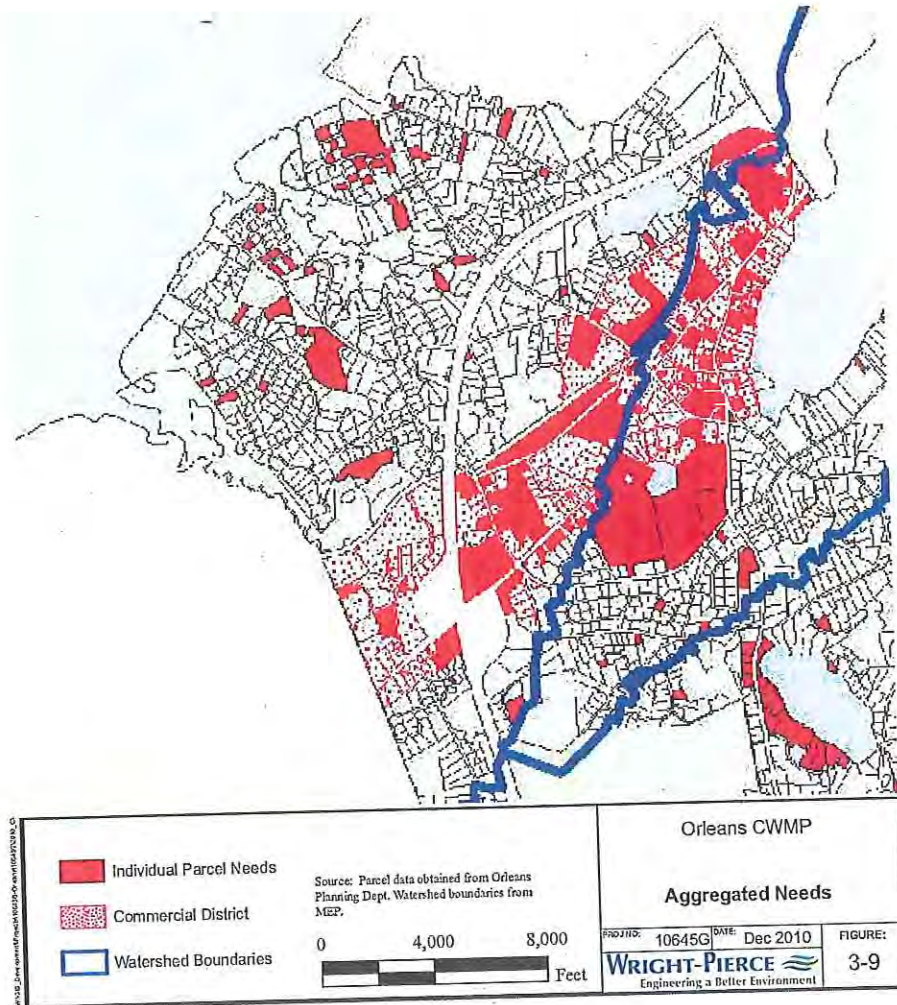 Individual Parcel Needs
Commercial District
Watershed Boundaries
Source: Parcel data obtained from Orleans
Planning Dept. Watershed boundaries from
MEP.
0 4,000 8,000
Feet
Orleans CWMP
Aggregated Needs
PROJ NO: 10645G DATE: Dec 2010 FIGURE:
3-9
WRIGHT-PIERCE
Engineering a Better Environment